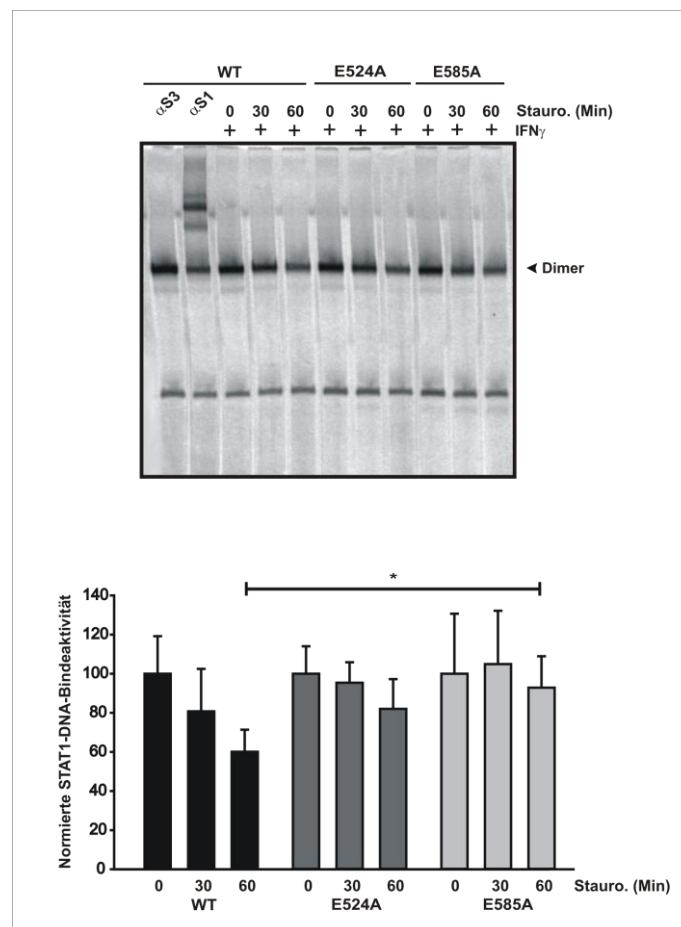 WT E524A E585A
αS3 αS1 0 30 60 0 30 60 0 30 60 Stauro. (Min)
+ + + + + + + + + IFNγ
Dimer
*
Normierte STAT1-DNA-Bindeaktivität
140
120
100
80
60
40
20
0
0 30 60 0 30 60 0 30 60 Stauro. (Min)
WT E524A E585A